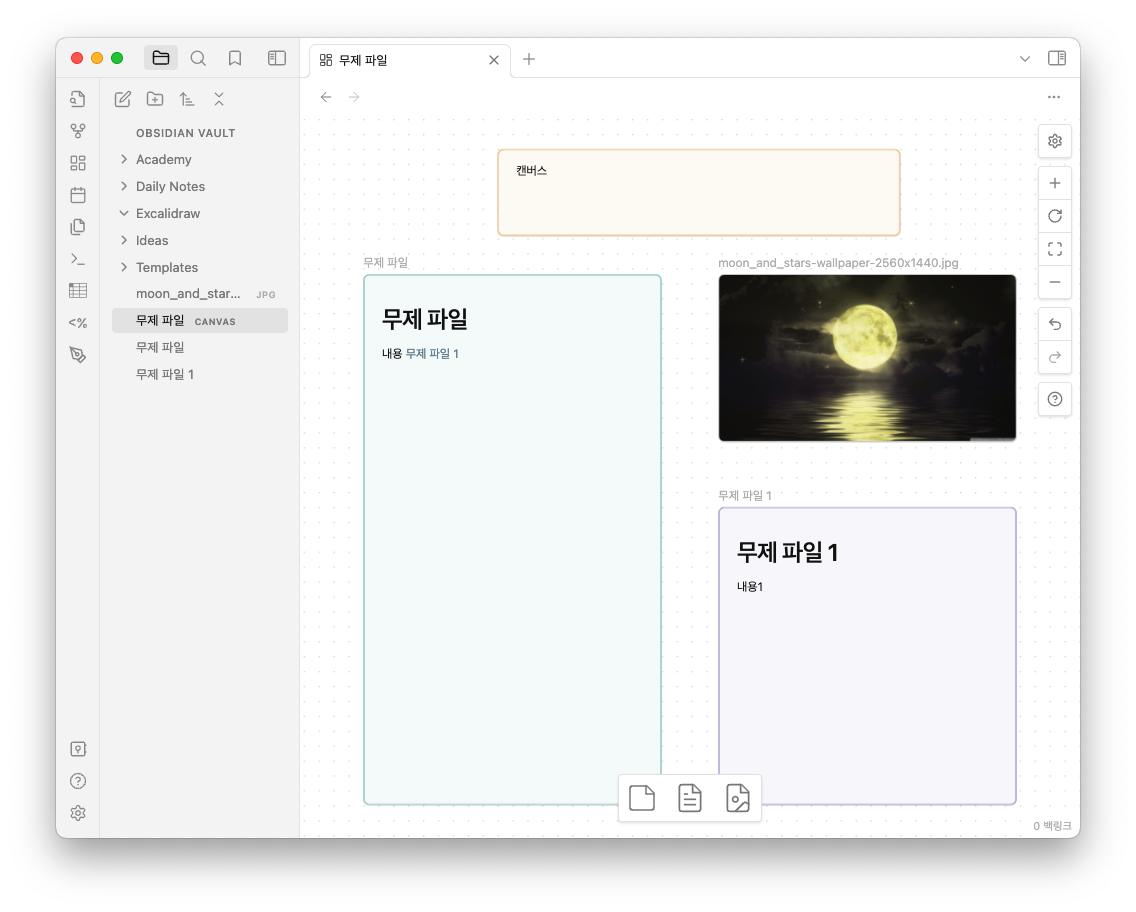 무제 파일
OBSIDIAN VAULT
Academy
Daily Notes
Excalidraw
Ideas
Templates
moon_and_star... JPG
무제 파일 CANVAS
무제 파일
무제 파일 1
캔버스
무제 파일
무제 파일
내용 무제 파일 1
moon_and_stars-wallpaper-2560x1440.jpg
무제 파일 1
무제 파일 1
내용1
0 백링크